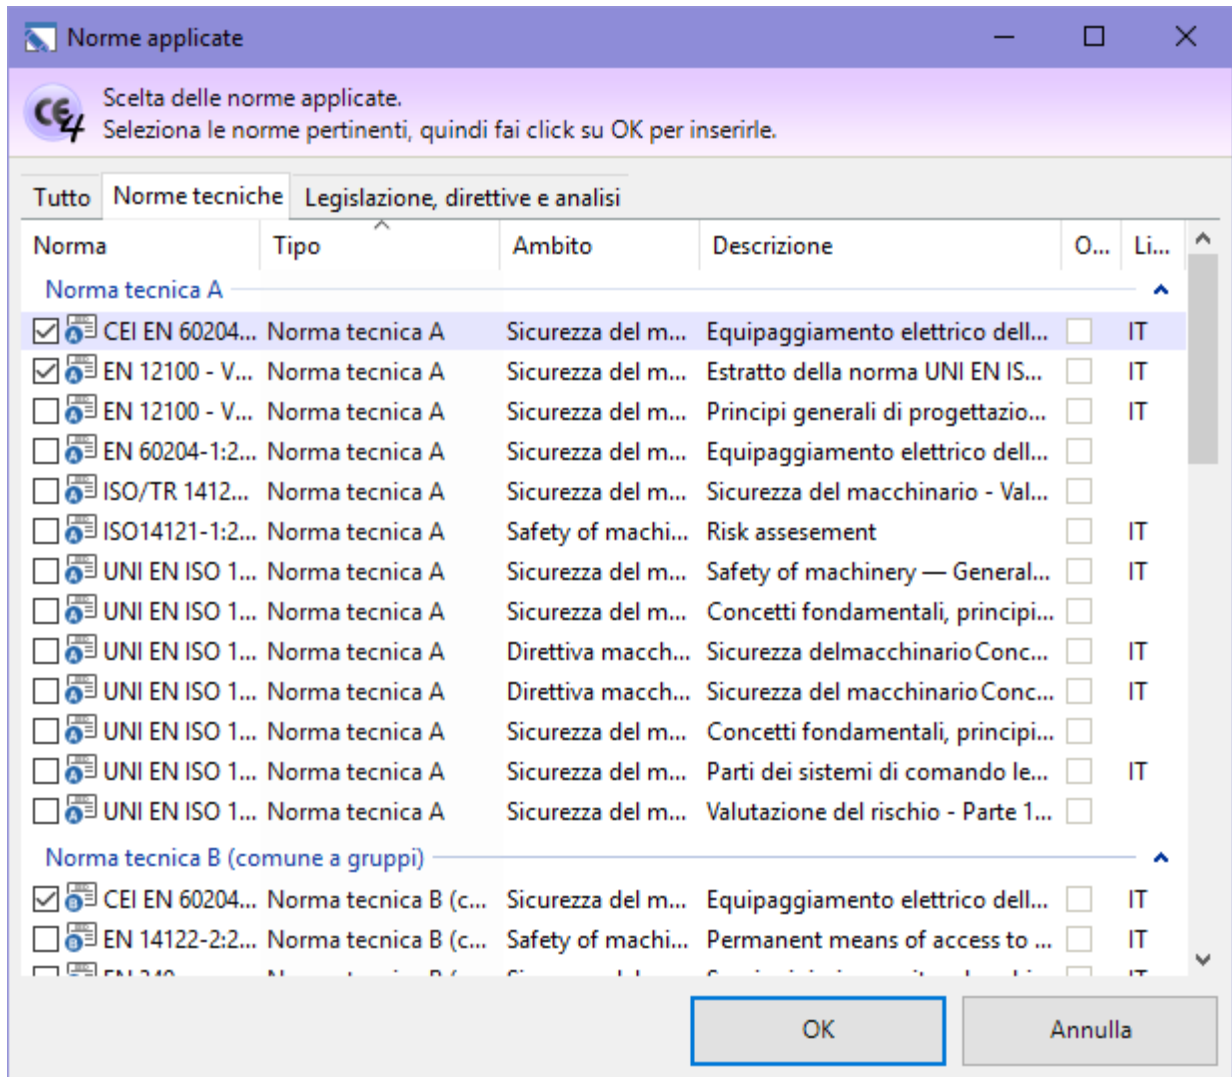 Norme applicate
CE4
Scelta delle norme applicate.
Seleziona le norme pertinenti, quindi fai click su OK per inserirle.
Tutto Norme tecniche Legislazione, direttive e analisi
Norma Tipo Ambito Descrizione O... Li...
Norma tecnica A
CEI EN 60204... Norma tecnica A Sicurezza del m... Equipaggiamento elettrico dell... IT
EN 12100 - V... Norma tecnica A Sicurezza del m... Estratto della norma UNI EN IS... IT
EN 12100 - V... Norma tecnica A Sicurezza del m... Principi generali di progettazio... IT
EN 60204-1:2... Norma tecnica A Sicurezza del m... Equipaggiamento elettrico dell...
ISO/TR 1412... Norma tecnica A Sicurezza del m... Sicurezza del macchinario - Val...
ISO14121-1:2... Norma tecnica A Safety of machi... Risk assesement IT
UNI EN ISO 1... Norma tecnica A Sicurezza del m... Safety of machinery — General... IT
UNI EN ISO 1... Norma tecnica A Sicurezza del m... Concetti fondamentali, principi...
UNI EN ISO 1... Norma tecnica A Direttiva macch... Sicurezza delmacchinario Conc... IT
UNI EN ISO 1... Norma tecnica A Direttiva macch... Sicurezza del macchinario Conc... IT
UNI EN ISO 1... Norma tecnica A Sicurezza del m... Concetti fondamentali, principi...
UNI EN ISO 1... Norma tecnica A Sicurezza del m... Parti dei sistemi di comando le... IT
UNI EN ISO 1... Norma tecnica A Sicurezza del m... Valutazione del rischio - Parte 1...
Norma tecnica B (comune a gruppi)
CEI EN 60204... Norma tecnica B (c... Sicurezza del m... Equipaggiamento elettrico dell... IT
EN 14122-2:2... Norma tecnica B (c... Safety of machi... Permanent means of access to ... IT
OK Annulla